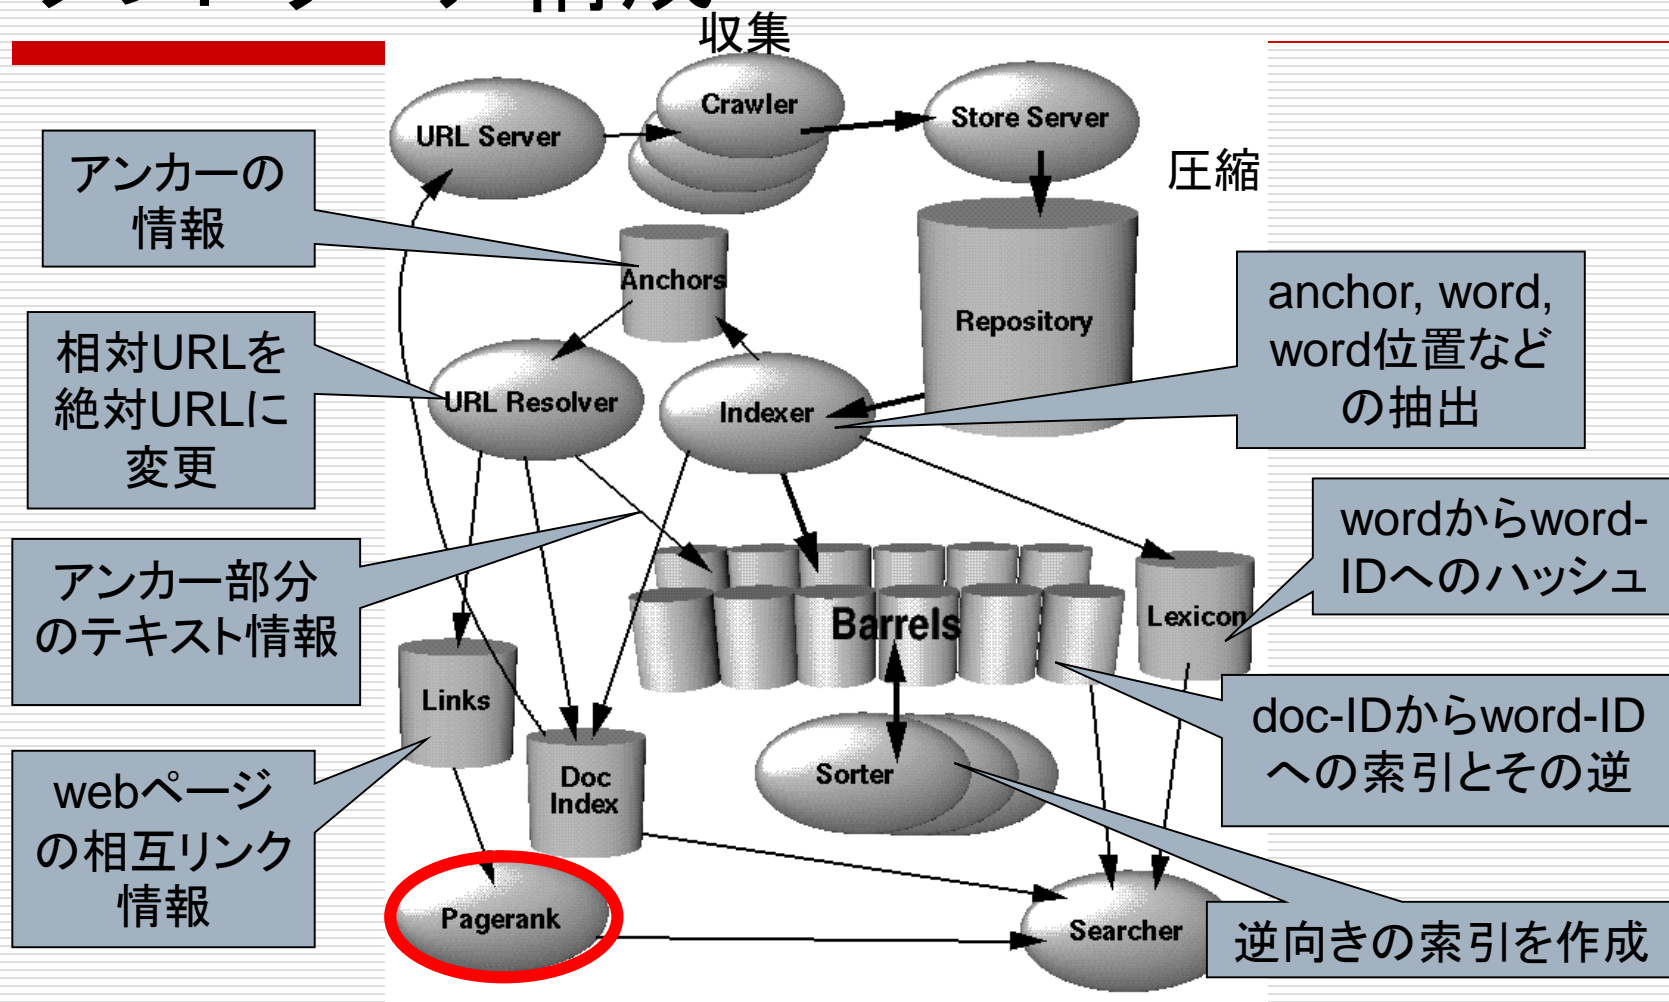 構成
収集
Crawler
URL Server
Store Server
圧縮
アンカーの
情報
Anchors
Repository
anchor, word,
word位置など
の抽出
相対URLを
絶対URLに
変更
URL Resolver
Indexer
wordからword-
IDへのハッシュ
アンカー部分
のテキスト情報
Barrels
Lexicon
Links
doc-IDからword-ID
への索引とその逆
webページ
の相互リンク
情報
Doc
Index
Sorter
Pagerank
Searcher
逆向きの索引を作成